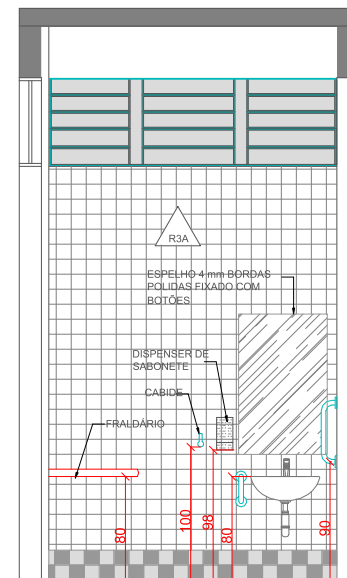 R3A
ESPELHO 4 mm BORDAS
POLIDAS FIXADO COM
BOTÕES
DISPENSER DE
SABONETE
CABIDE
FRALDÁRIO
80
100
98
80
90